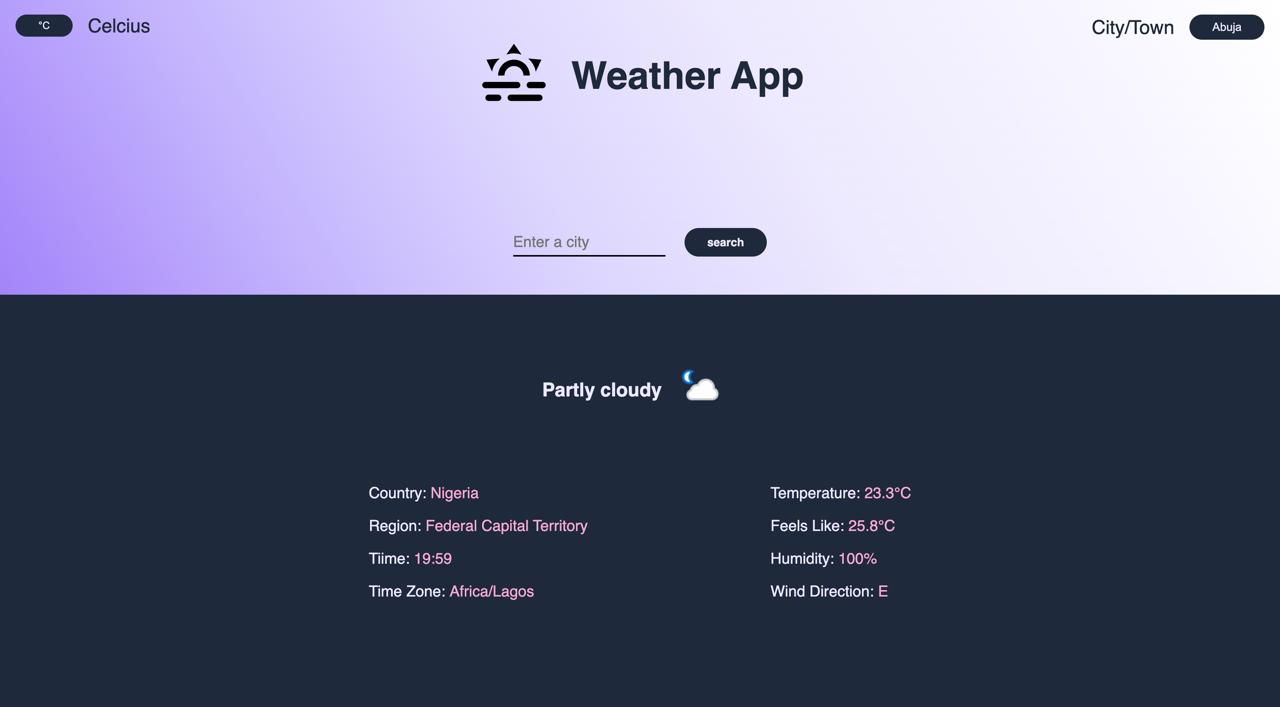 °C Celcius
City/Town Abuja
Weather App
Enter a city search
Partly cloudy
Country: Nigeria
Region: Federal Capital Territory
Tiime: 19:59
Time Zone: Africa/Lagos
Temperature: 23.3°C
Feels Like: 25.8°C
Humidity: 100%
Wind Direction: E